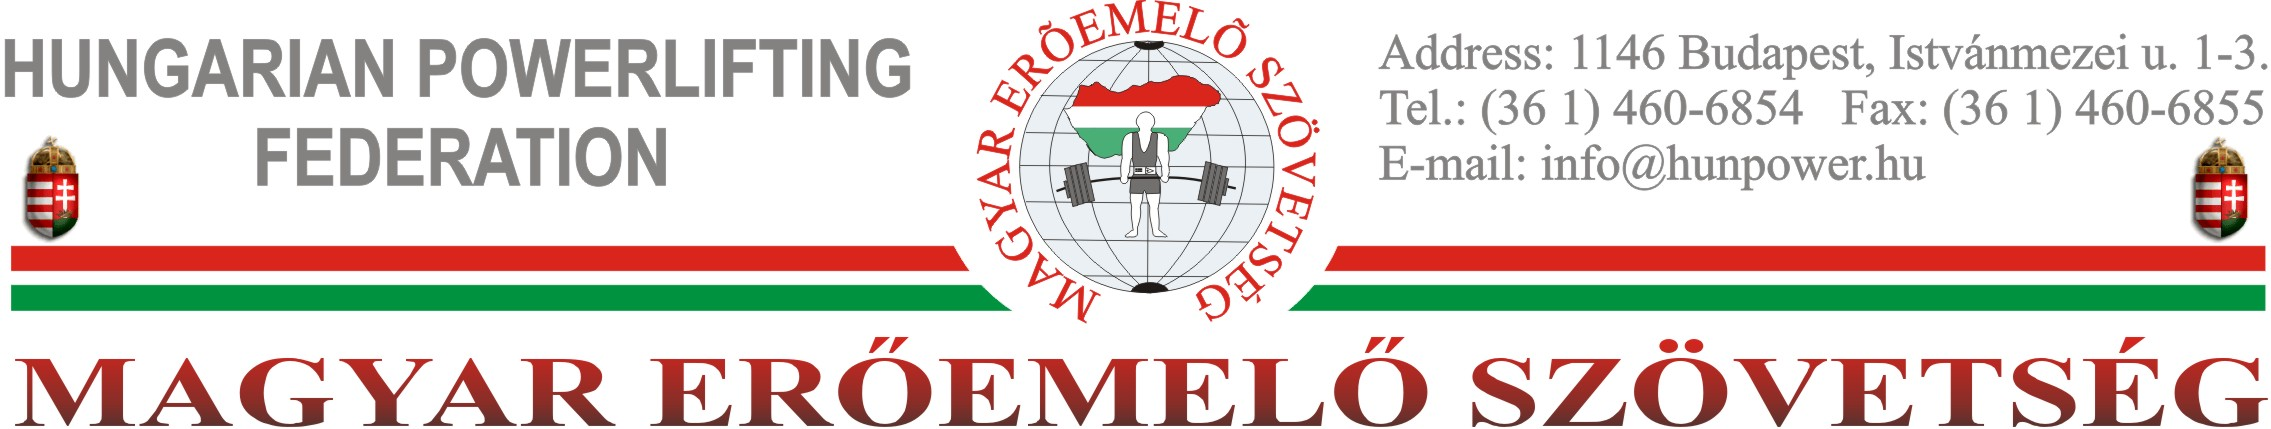 HUNGARIAN POWERLIFTING
FEDERATION
MAGYAR ERÕEMELÕ SZÖVETSÉG
Address: 1146 Budapest, Istvánmezei u. 1-3.
Tel.: (36 1) 460-6854 Fax: (36 1) 460-6855
E-mail: info@hunpower.hu
MAGYAR ERŐEMELŐ SZÖVETSÉG